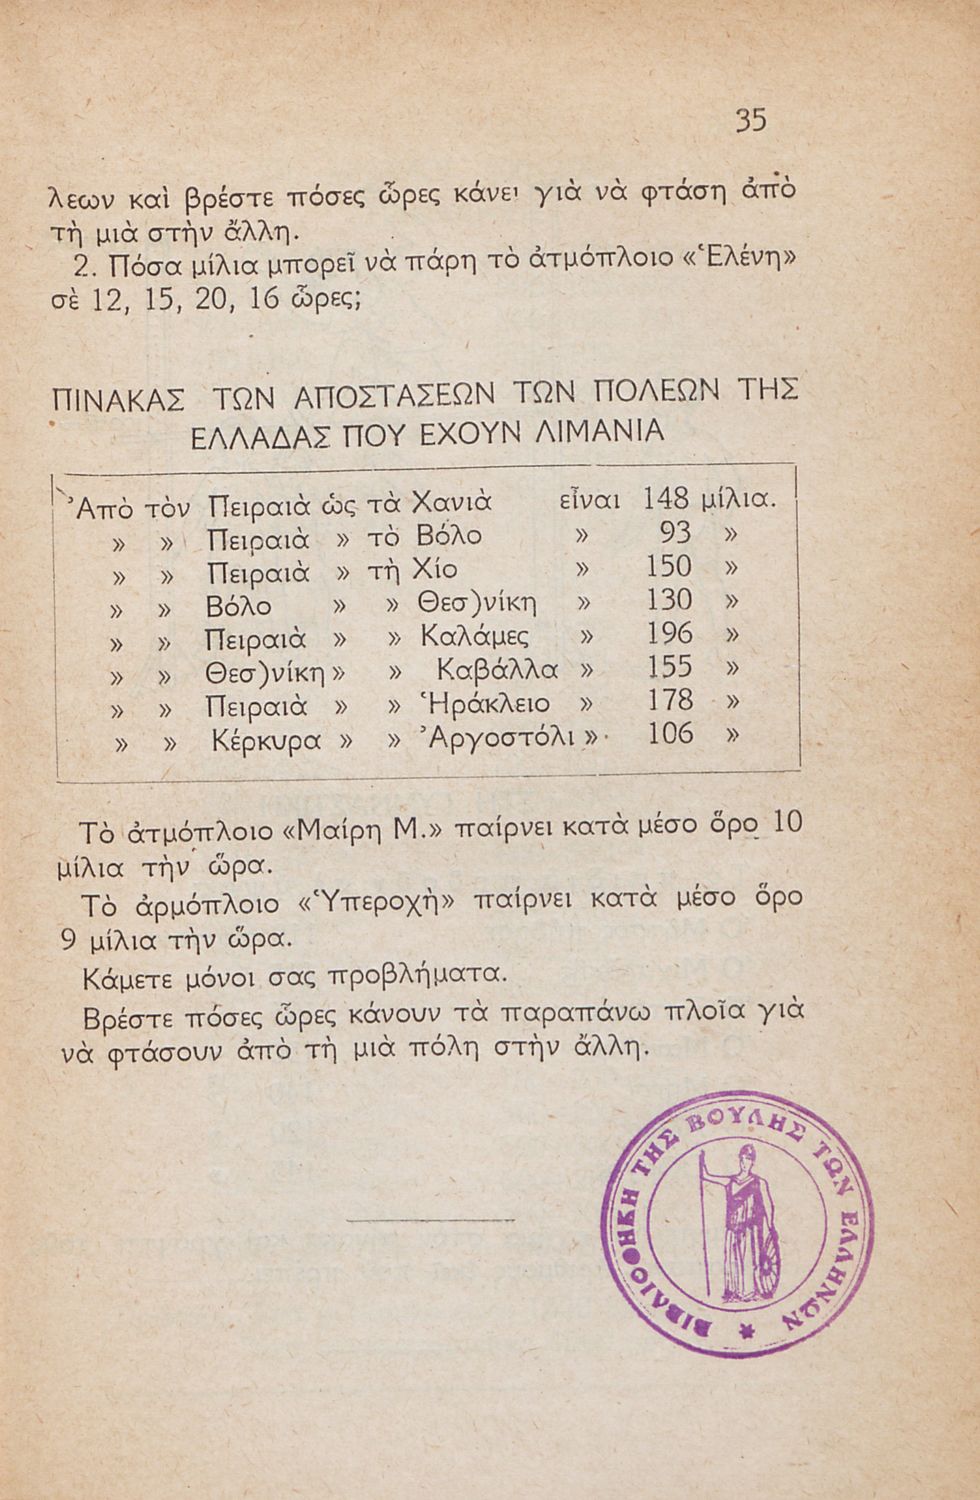 35
λεων καὶ βρέστε πόσες ὧρες κάνει γιὰ νὰ φτάση ἀπὸ
τὴ μιὰ στὴν ἄλλη.
2. Πόσα μίλια μπορεῖ νὰ πάρη τὸ ἀτμόπλοιο «Ἑλένη»
σὲ 12, 15, 20, 16 ὧρες;
ΠΙΝΑΚΑΣ ΤΩΝ ΑΠΟΣΤΑΣΕΩΝ ΤΩΝ ΠΟΛΕΩΝ ΤΗΣ
ΕΛΛΑΔΑΣ ΠΟΥ ΕΧΟΥΝ ΛΙΜΑΝΙΑ
Ἀπὸ τὸν Πειραιὰ ὡς τὰ Χανιὰ εἶναι 148 μίλια.
» » Πειραιὰ » τὸ Βόλο » 93 »
» » Πειραιὰ » τὴ Χίο » 150 »
» » Βόλο » » Θεσ)νίκη » 130 »
» » Πειραιὰ » » Καλάμες » 196 »
» » Θεσ)νίκη » » Καβάλλα » 155 »
» » Πειραιὰ » » Ἡράκλειο » 178 »
» » Κέρκυρα » » Ἀργοστόλι » 106 »
Τὸ ἀτμόπλοιο «Μαίρη Μ.» παίρνει κατὰ μέσο ὅρο 10
μίλια τὴν ὥρα.
Τὸ ἁρμόπλοιο «Ὑπεροχὴ» παίρνει κατὰ μέσο ὅρο
9 μίλια τὴν ὥρα.
Κάμετε μόνοι σας προβλήματα.
Βρέστε πόσες ὧρες κάνουν τὰ παραπάνω πλοῖα γιὰ
νὰ φτάσουν ἀπὸ τὴ μιὰ πόλη στὴν ἄλλη.
ΒΙΒΛΙΟΘΗΚΗ ΤΗΣ ΒΟΥΛΗΣ ΤΩΝ ΕΛΛΗΝΩΝ